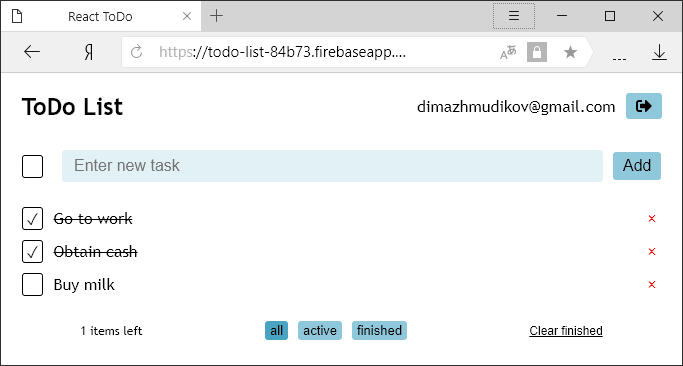 React ToDo
Я https://todo-list-84b73.firebaseapp....
ToDo List dimazhmudikov@gmail.com
Enter new task Add
Go to work ×
Obtain cash ×
Buy milk ×
1 items left all active finished Clear finished